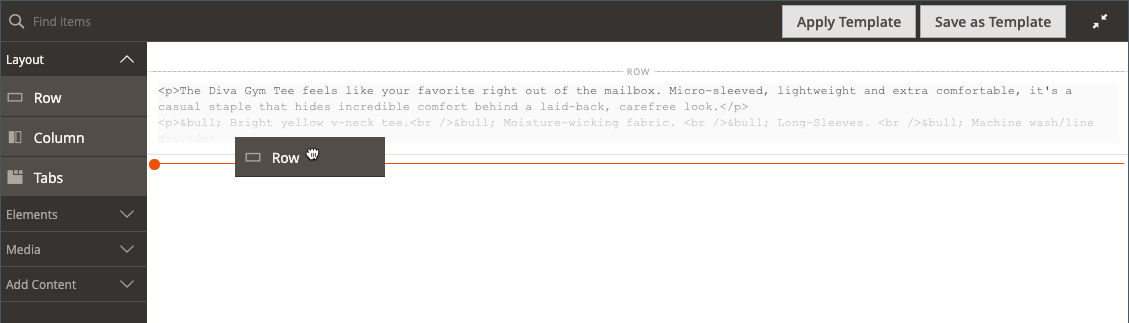 Find items
Apply Template
Save as Template
Layout
Row
Column
Tabs
Elements
Media
Add Content
ROW
<p>The Diva Gym Tee feels like your favorite right out of the mailbox. Micro-sleeved, lightweight and extra comfortable, it's a
casual staple that hides incredible comfort behind a laid-back, carefree look.</p>
<p>&bull; Bright yellow v-neck tee.<br />&bull; Moisture-wicking fabric. <br />&bull; Long-Sleeves. <br />&bull; Machine wash/line
dry.</p>
Row